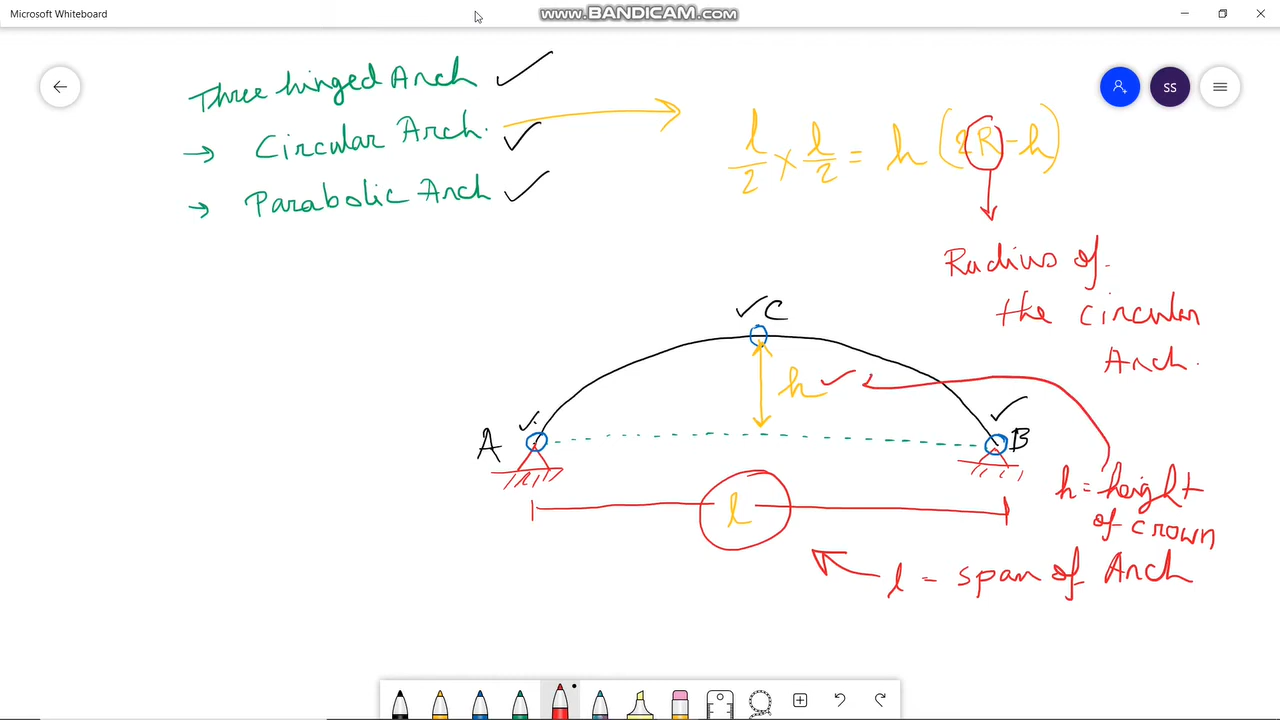 Microsoft Whiteboard
www.BANDICAM.com
SS
Three hinged Arch
→ Circular Arch.
→ Parabolic Arch
l/2 × l/2 = h (2R - h)
Radius of
the circular
Arch.
C
h
A
B
l
h = height
of crown
l = span of Arch